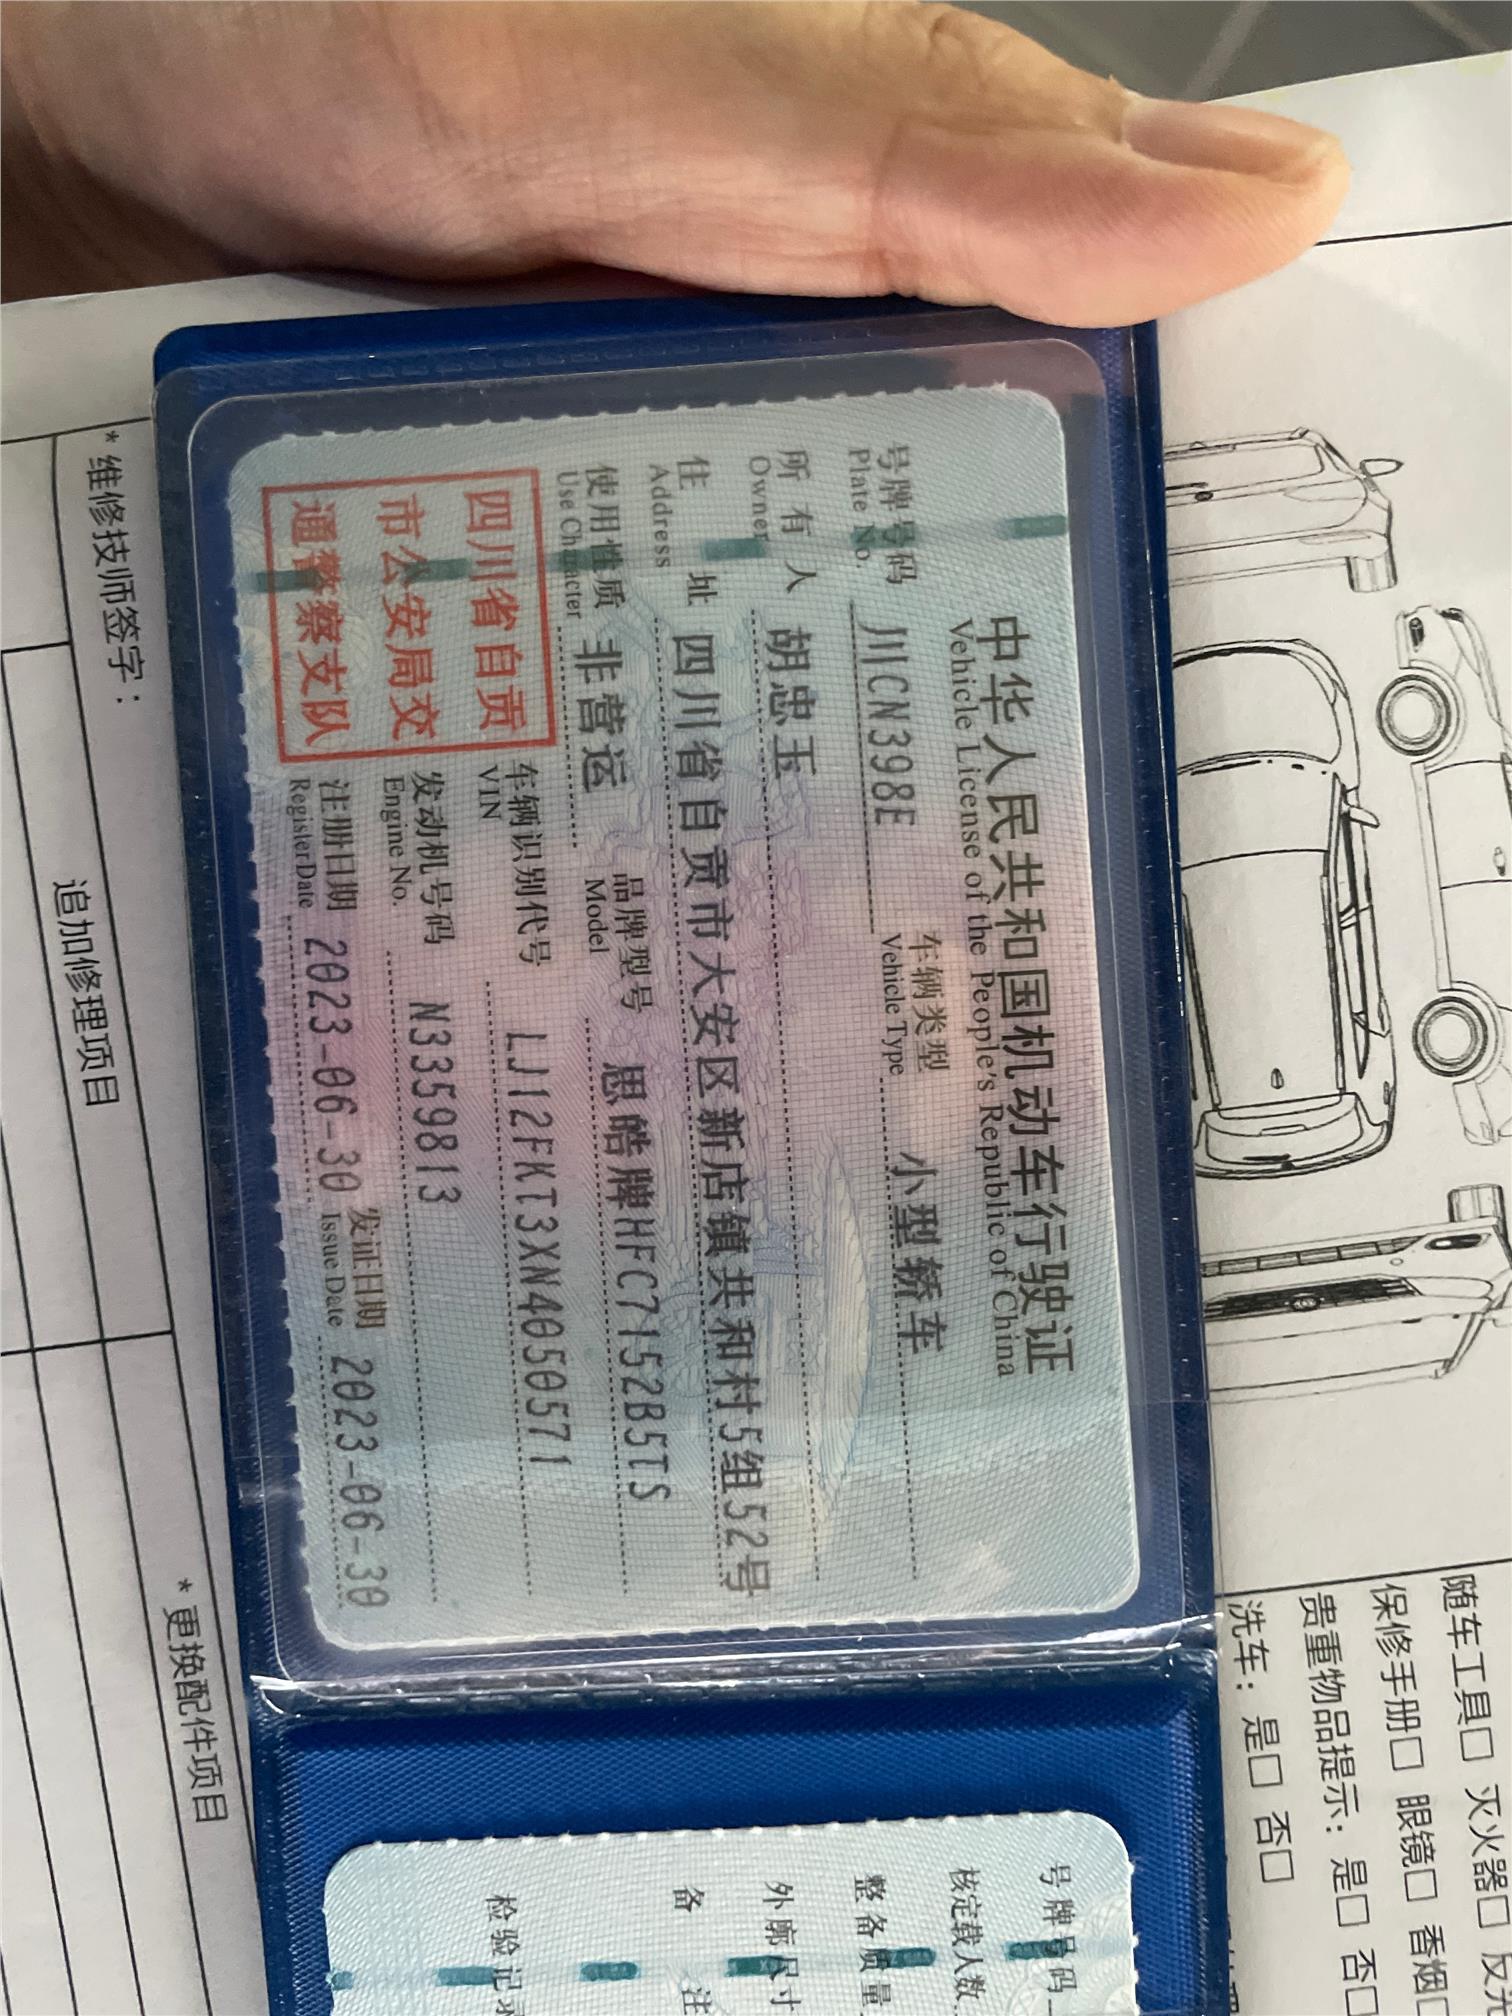 中华人民共和国机动车行驶证
Vehicle License of the People's Republic of China
号牌号码 川CN398E 车辆类型 小型轿车
Plate No. Vehicle Type
所有人 胡忠玉
Owner
住址 四川省自贡市大安区新店镇共和村5组52号
Address
使用性质 非营运 品牌型号 思皓牌HFC7152B5TS
Use Character Model
四川省自贡
市公安局交
通警察支队
车辆识别代号 LJ12FKT3XN4050571
VIN
发动机号码 N3359813
Engine No.
注册日期 2023-06-30 发证日期 2023-06-30
Register Date Issue Date
号牌号码
核定载人数
整备质量
外廓尺寸
备注
检验记录
随车工具□ 灭火器□
保修手册□ 眼镜□ 香烟□
贵重物品提示：是□ 否□
洗车：是□ 否□
*维修技师签字：
追加修理项目
*更换配件项目